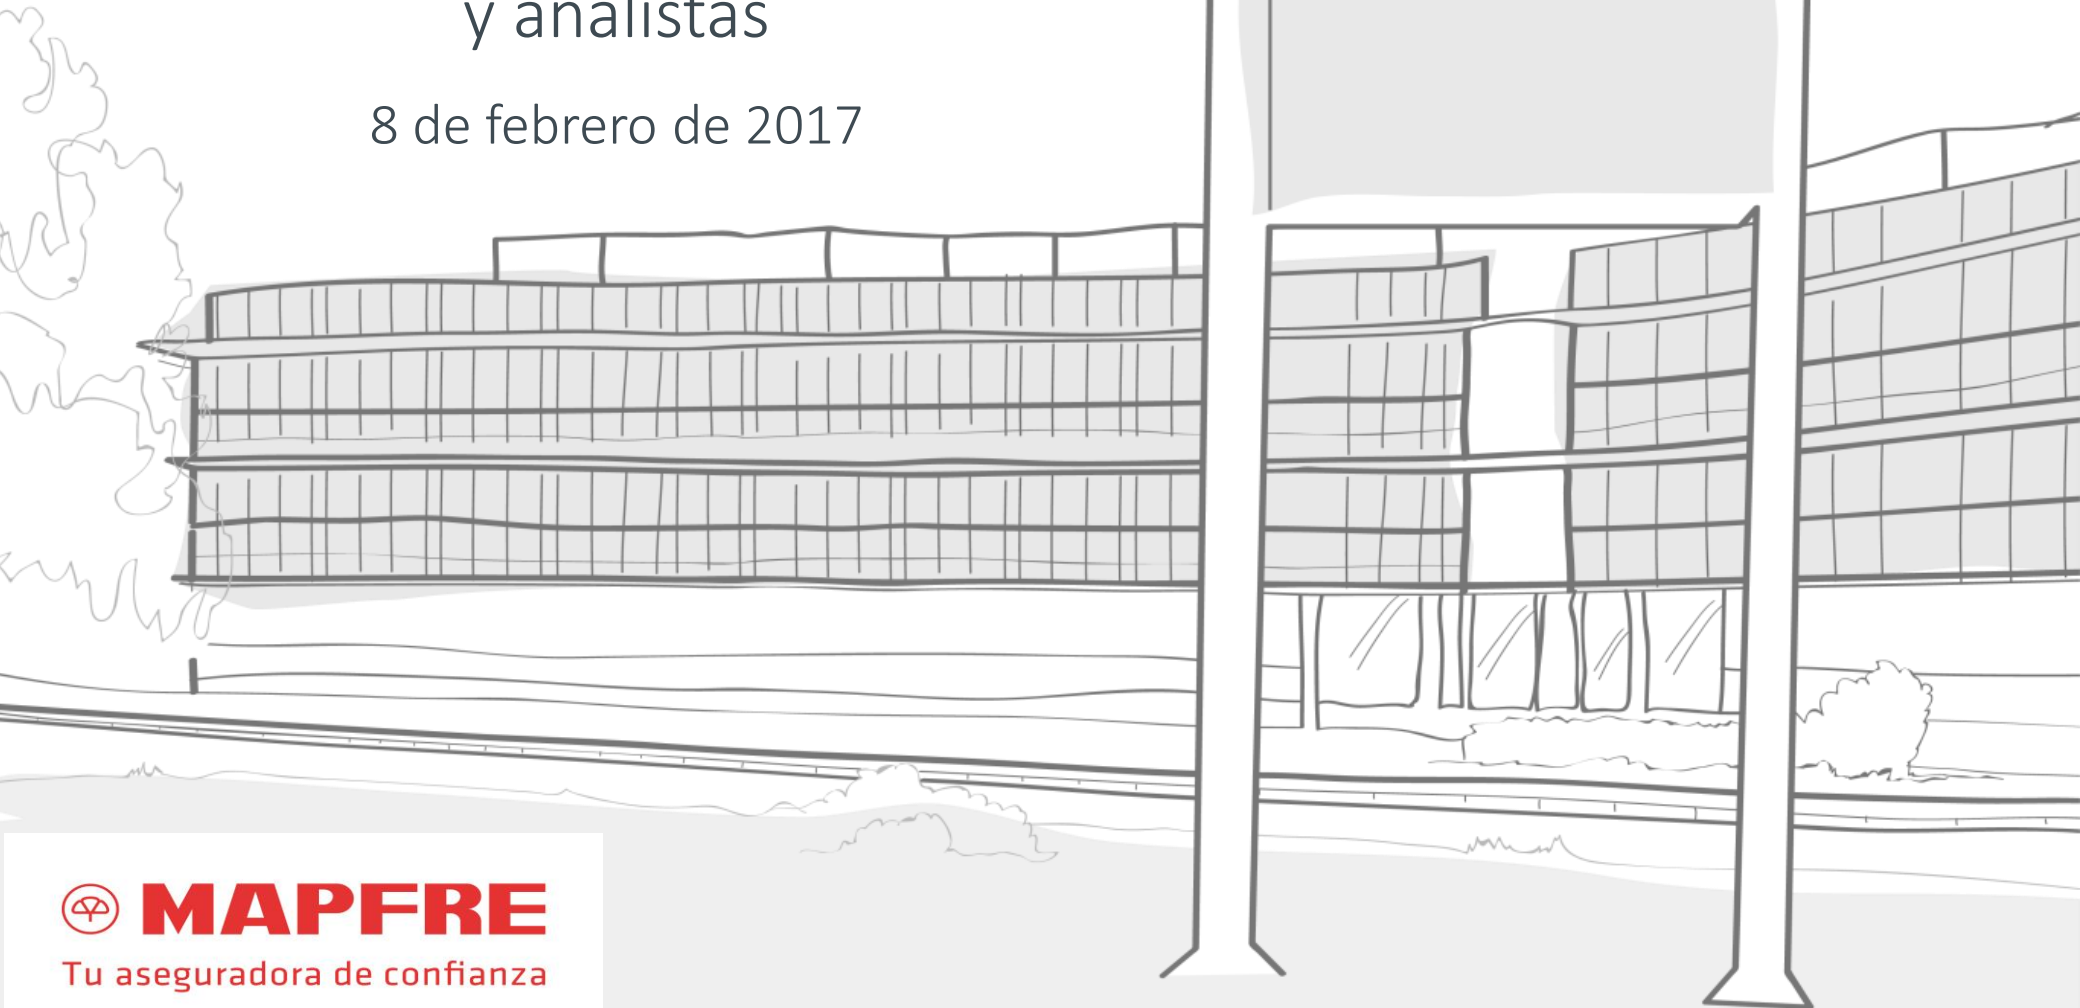 y analistas
8 de febrero de 2017
MAPFRE
Tu aseguradora de confianza